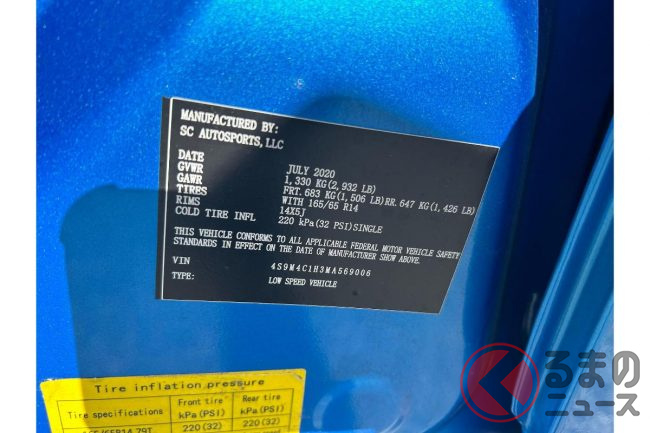 MANUFACTURED BY:
SC AUTOSPORTS, LLC
DATE JULY 2020
GVWR 1,330 KG(2,932 LB)
GAWR FRT. 683 KG(1,506 LB)RR. 647 KG(1,426 LB)
TIRES WITH 165/65 R14
RIMS 14X5J
COLD TIRE INFL 220 kPa(32 PSI)SINGLE
THIS VEHICLE CONFORMS TO ALL APPLICABLE FEDERAL MOTOR VEHICLE SAFETY
STANDARDS IN EFFECT ON THE DATE OF MANUFACTURER SHOW ABOVE.
VIN 4S9M4C1H3MA569006
TYPE: LOW SPEED VEHICLE
Tire inflation pressure
Tire specifications Front tire kPa(PSI) Rear tire kPa(PSI)
220(32) 220(32)
くるまの
ニュース